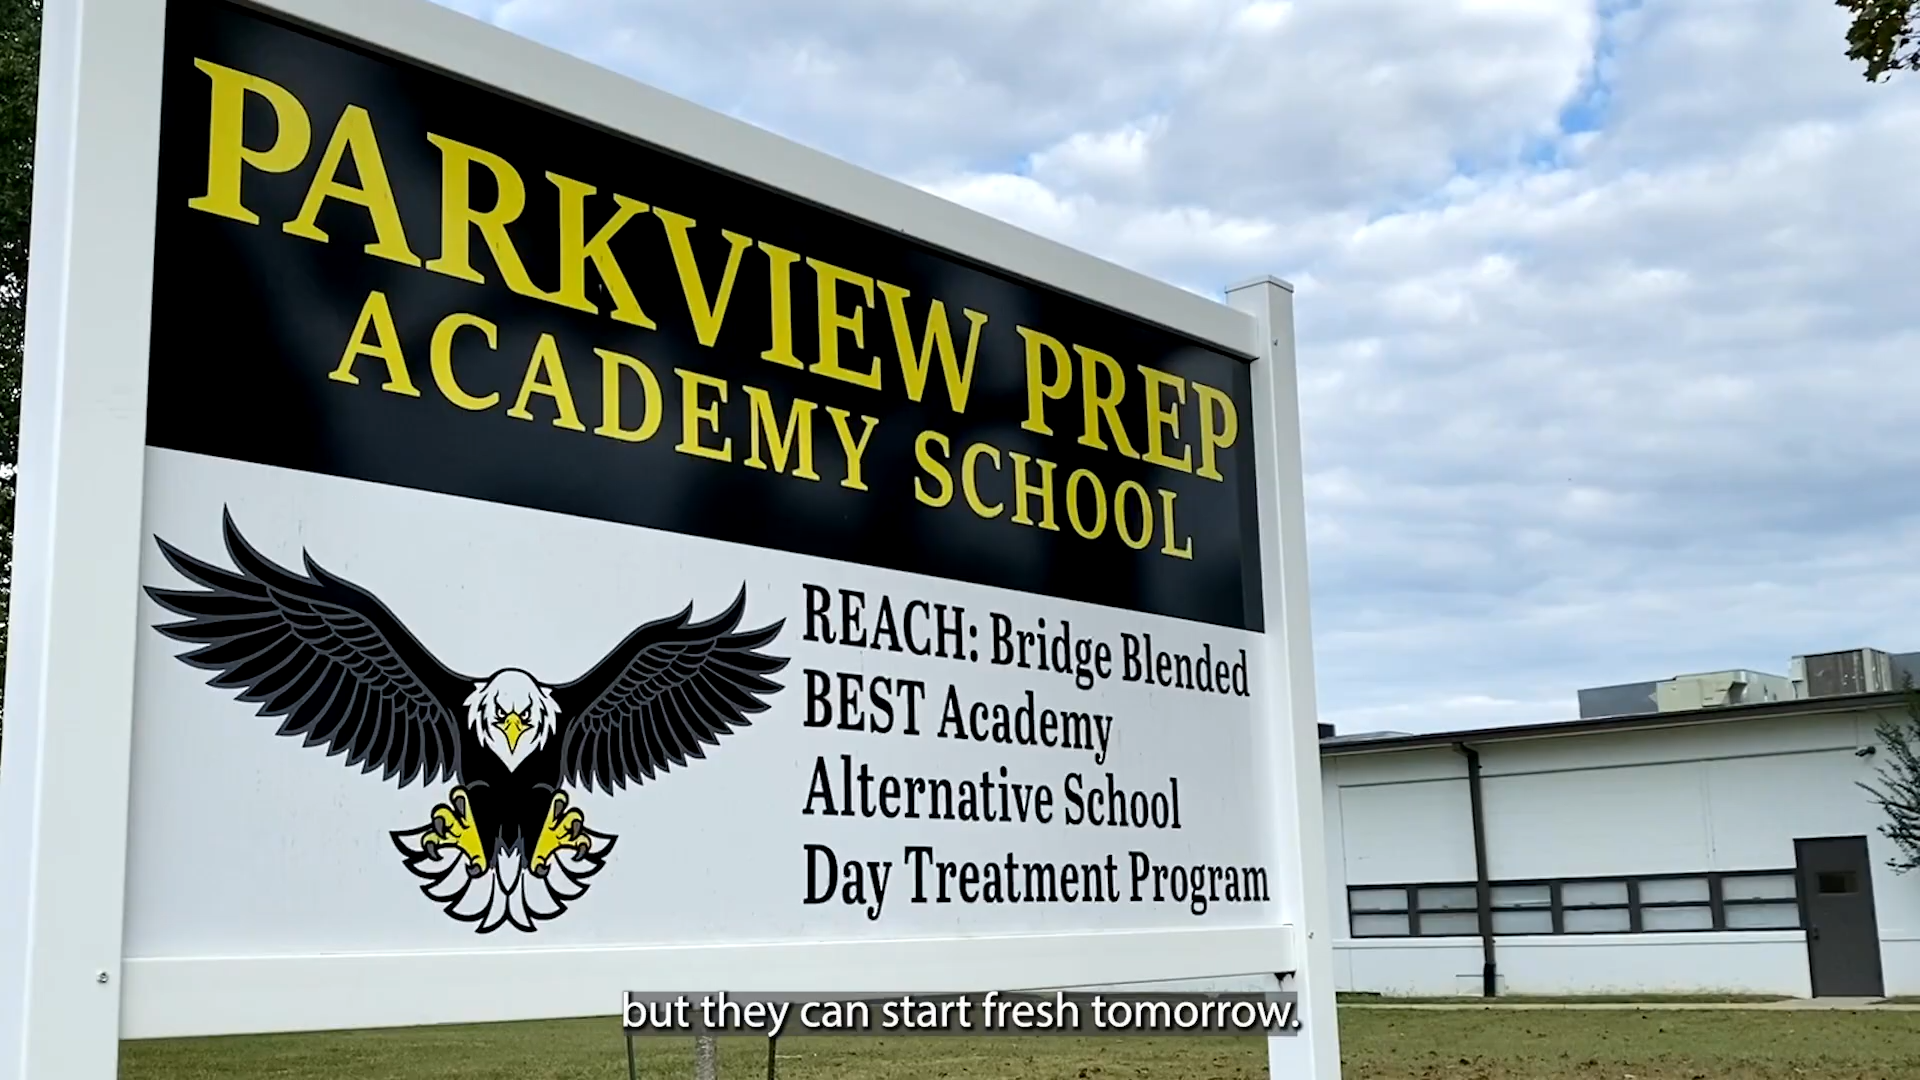 PARKVIEW PREP
ACADEMY SCHOOL
REACH: Bridge Blended
BEST Academy
Alternative School
Day Treatment Program
but they can start fresh tomorrow.